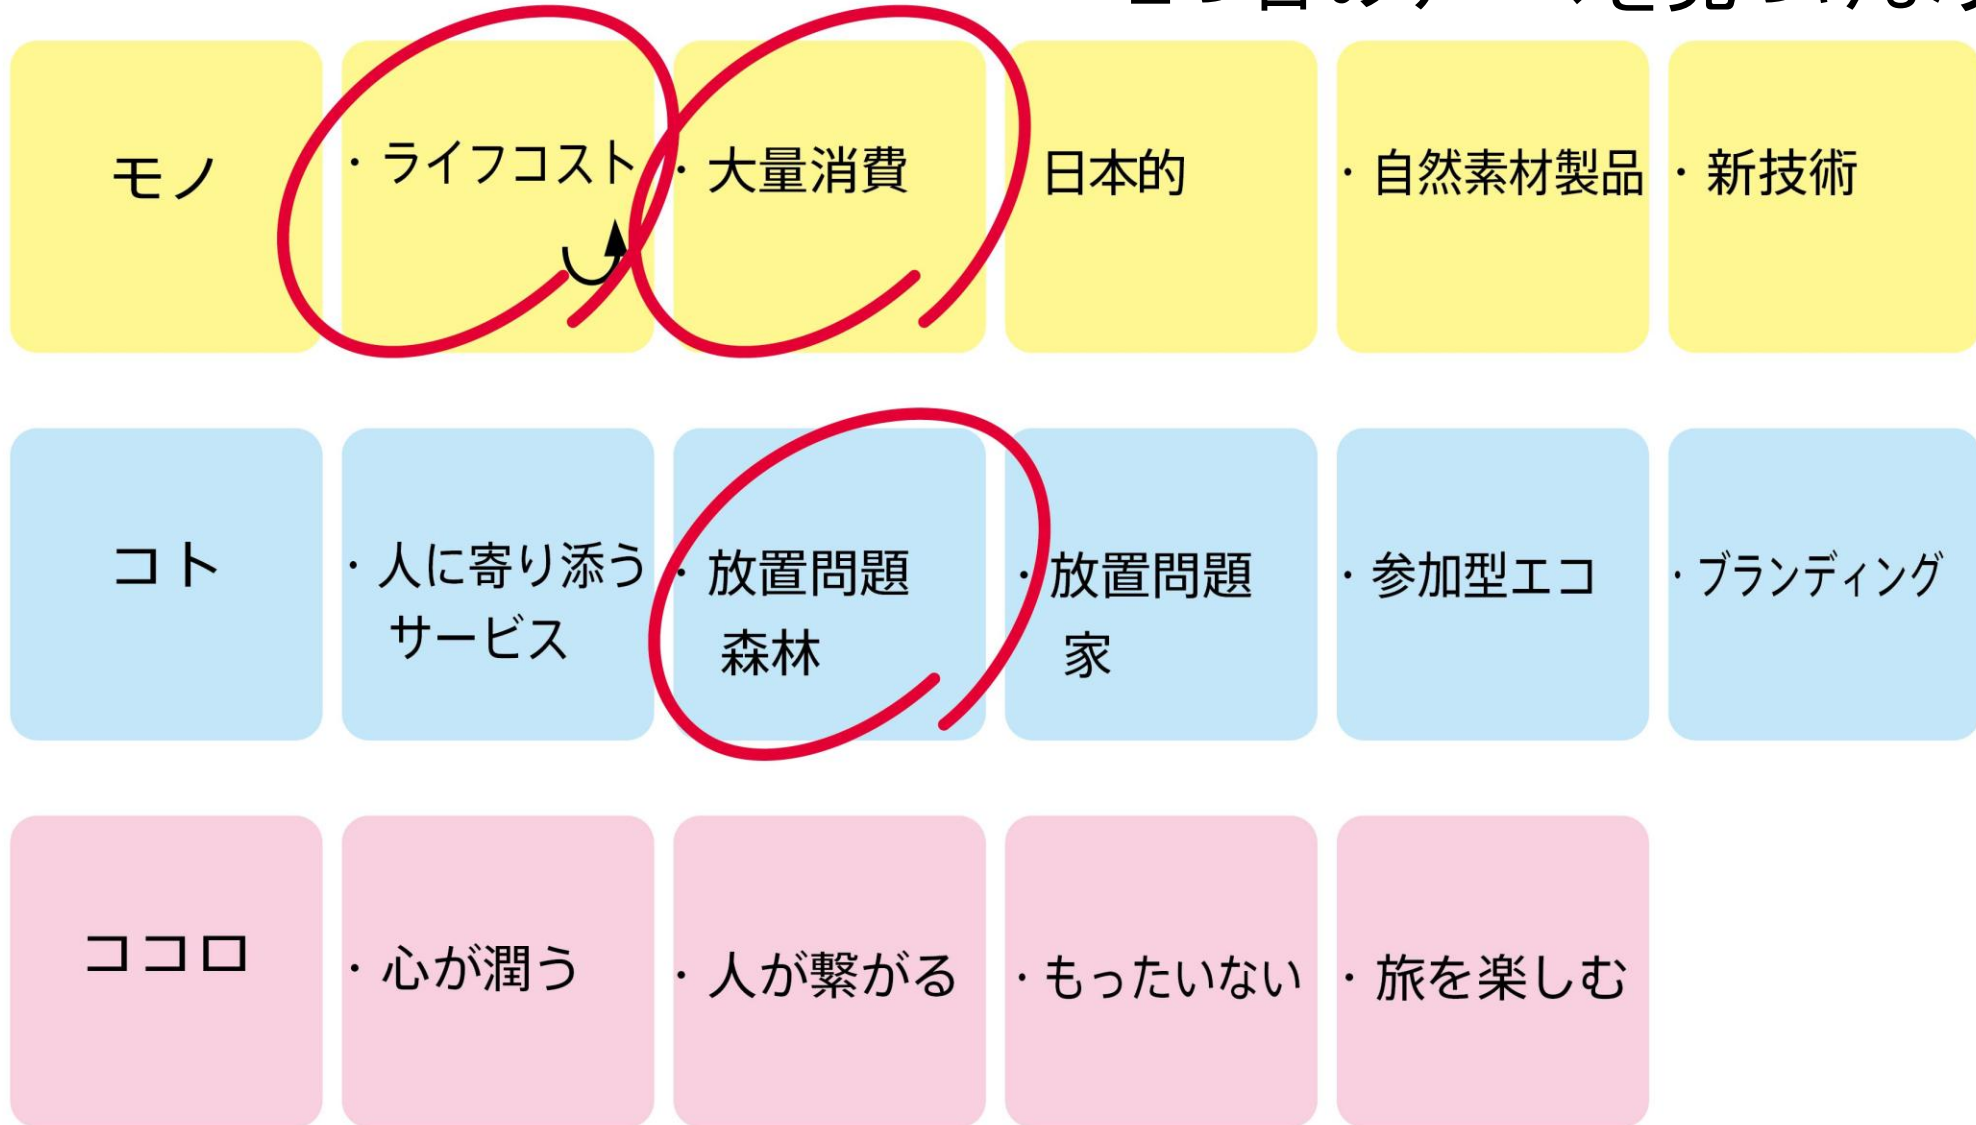 モノ
・ライフコスト
・大量消費
日本的
・自然素材製品
・新技術
コト
・人に寄り添う
サービス
・放置問題
森林
・放置問題
家
・参加型エコ
・ブランディング
ココロ
・心が潤う
・人が繋がる
・もったいない
・旅を楽しむ